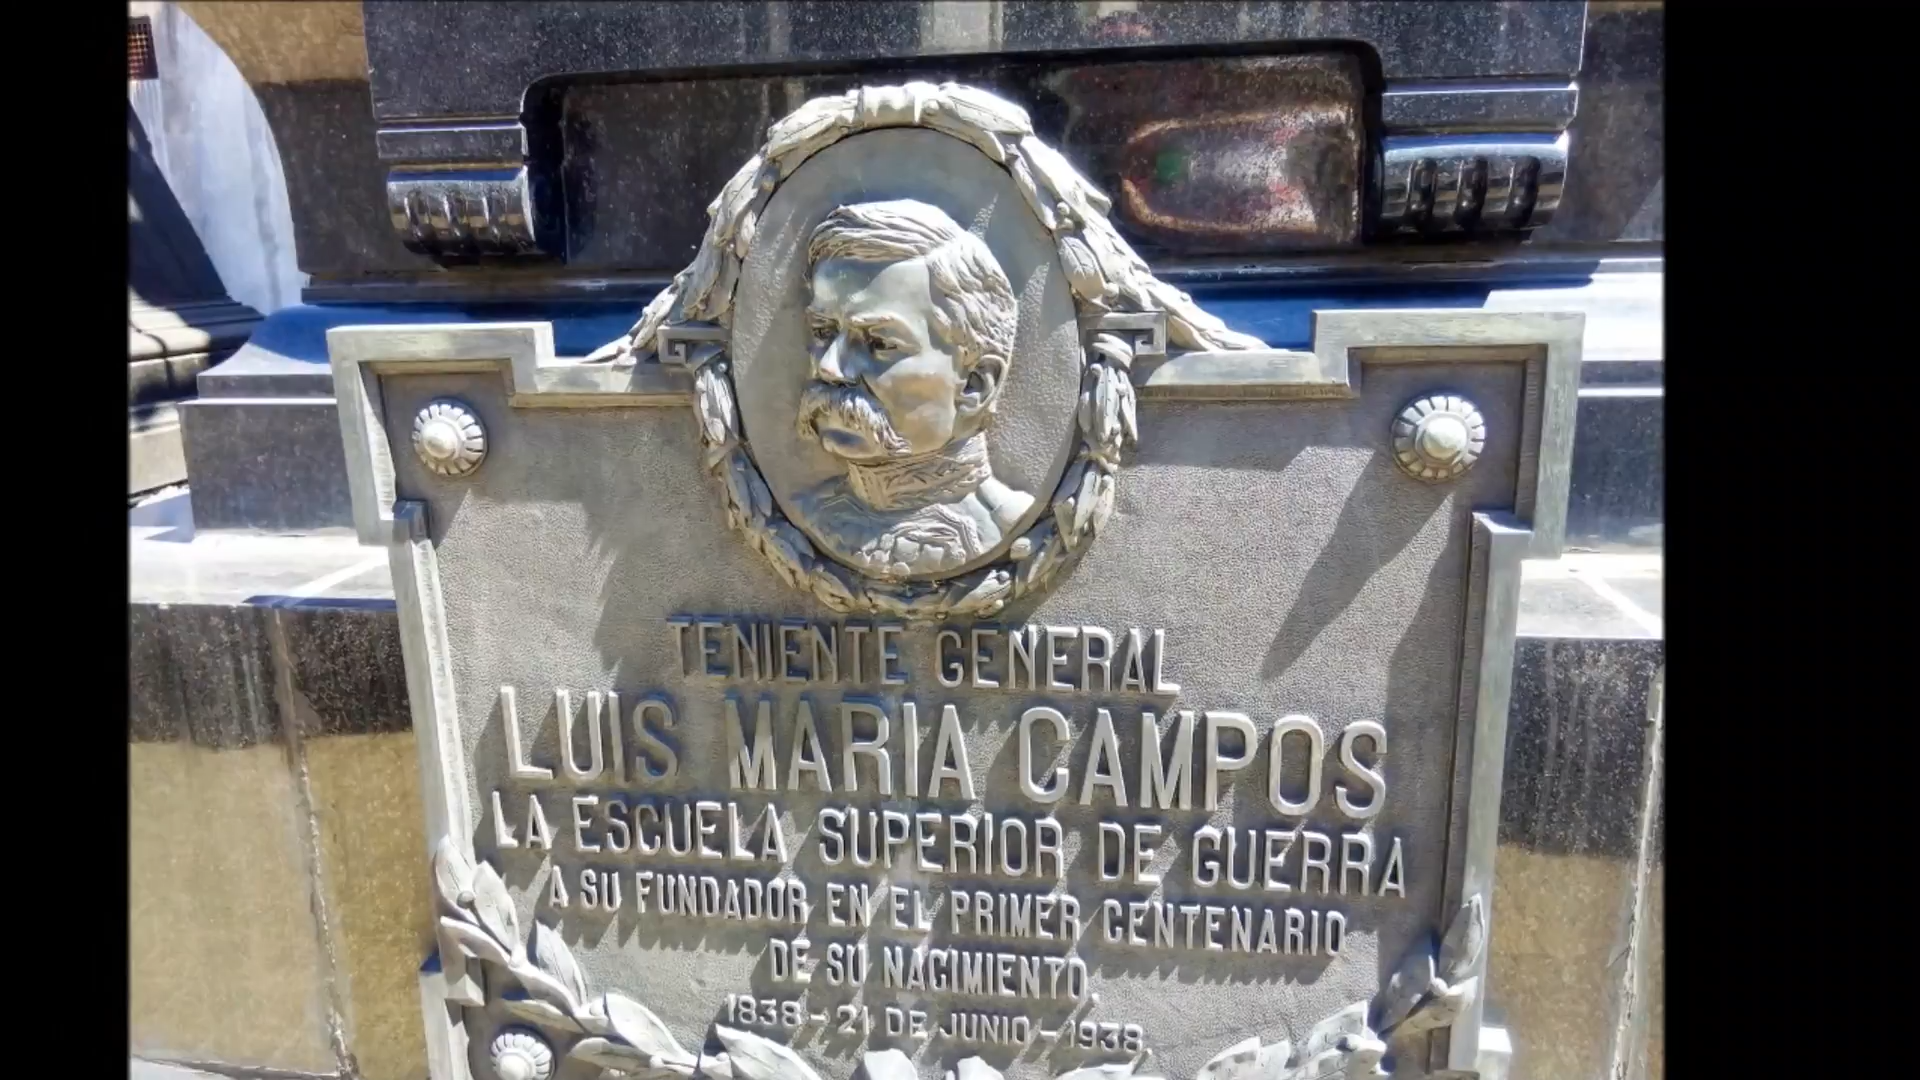 TENIENTE GENERAL
LUIS MARIA CAMPOS
LA ESCUELA SUPERIOR DE GUERRA
A SU FUNDADOR EN EL PRIMER CENTENARIO
DE SU NACIMIENTO.
1838-21 DE JUNIO-1938.